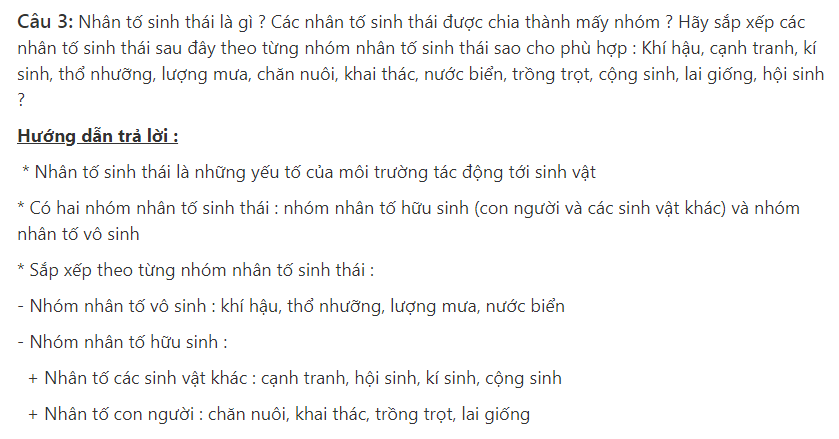 Câu 3: Nhân tố sinh thái là gì ? Các nhân tố sinh thái được chia thành mấy nhóm ? Hãy sắp xếp các
nhân tố sinh thái sau đây theo từng nhóm nhân tố sinh thái sao cho phù hợp : Khí hậu, cạnh tranh, kí
sinh, thổ nhưỡng, lượng mưa, chăn nuôi, khai thác, nước biển, trồng trọt, cộng sinh, lai giống, hội sinh
?
Hướng dẫn trả lời :
* Nhân tố sinh thái là những yếu tố của môi trường tác động tới sinh vật
* Có hai nhóm nhân tố sinh thái : nhóm nhân tố hữu sinh (con người và các sinh vật khác) và nhóm
nhân tố vô sinh
* Sắp xếp theo từng nhóm nhân tố sinh thái :
- Nhóm nhân tố vô sinh : khí hậu, thổ nhưỡng, lượng mưa, nước biển
- Nhóm nhân tố hữu sinh :
+ Nhân tố các sinh vật khác : cạnh tranh, hội sinh, kí sinh, cộng sinh
+ Nhân tố con người : chăn nuôi, khai thác, trồng trọt, lai giống